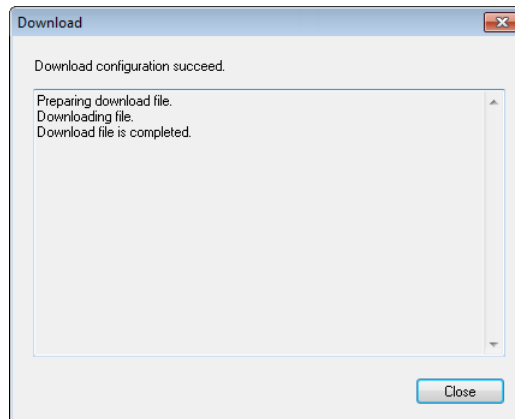 Download
Download configuration succeed.
Preparing download file.
Downloading file.
Download file is completed.
Close